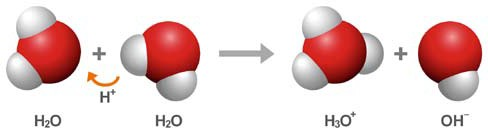 + +
H⁺
H₂O H₂O H₃O⁺ OH⁻